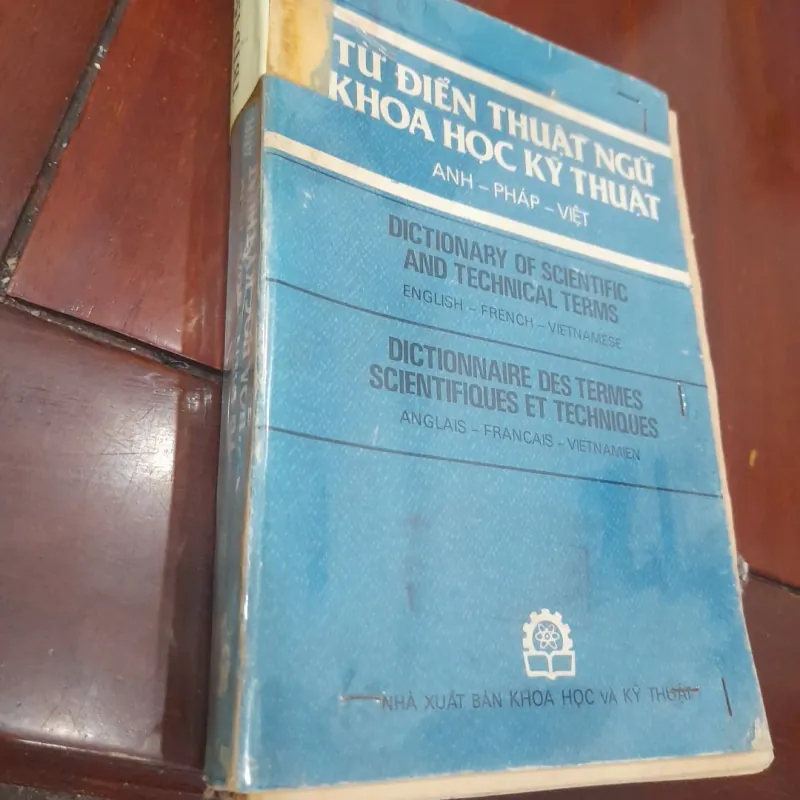 TỪ ĐIỂN THUẬT NGỮ
KHOA HỌC KỸ THUẬT
ANH – PHÁP – VIỆT
DICTIONARY OF SCIENTIFIC
AND TECHNICAL TERMS
ENGLISH – FRENCH – VIETNAMESE
DICTIONNAIRE DES TERMES
SCIENTIFIQUES ET TECHNIQUES
ANGLAIS – FRANCAIS – VIETNAMIEN
NHÀ XUẤT BẢN KHOA HỌC VÀ KỸ THUẬT